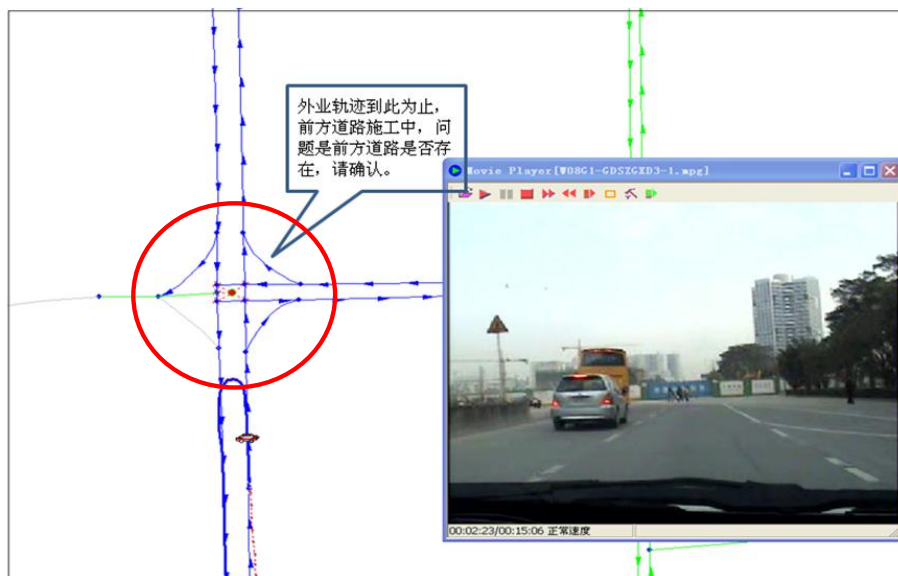 外业轨迹到此为止，
前方道路施工中，问
题是前方道路是否存
在，请确认。
Movie Player[W08G1-GDSZGXD3-1.mpg]
00:02:23/00:15:06 正常速度